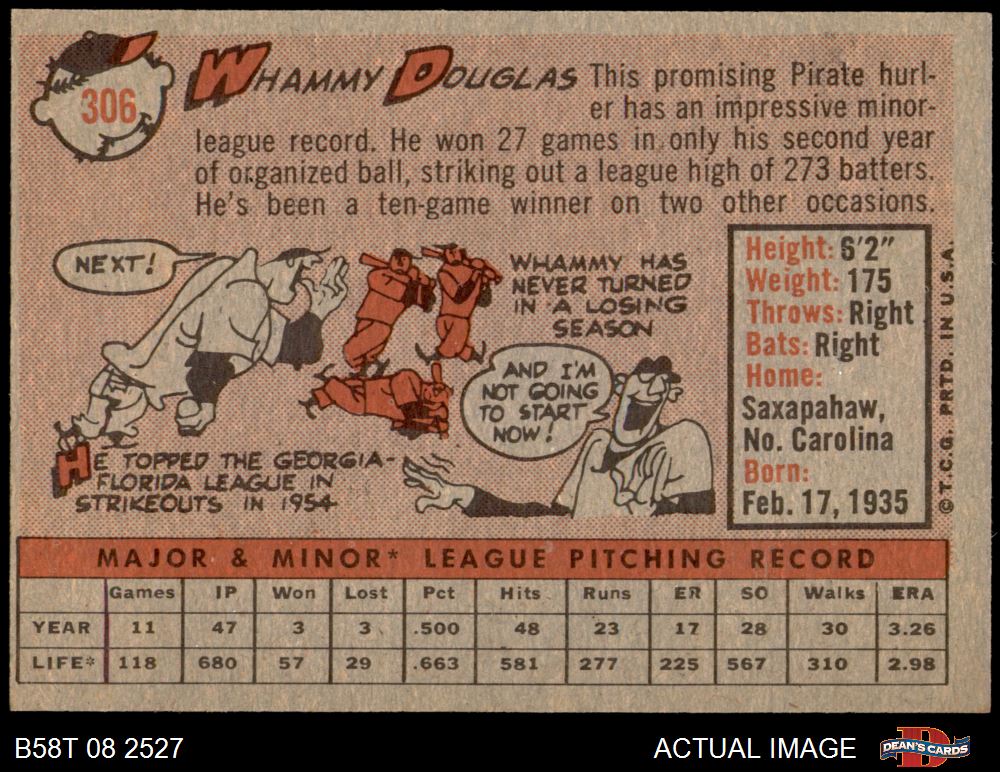 306
WHAMMY DOUGLAS This promising Pirate hurl-
er has an impressive minor-
league record. He won 27 games in only his second year
of organized ball, striking out a league high of 273 batters.
He's been a ten-game winner on two other occasions.
NEXT!
HE TOPPED THE GEORGIA-
FLORIDA LEAGUE IN
STRIKEOUTS IN 1954
WHAMMY HAS
NEVER TURNED
IN A LOSING
SEASON
AND I'M
NOT GOING
TO START
NOW!
Height: 6'2"
Weight: 175
Throws: Right
Bats: Right
Home:
Saxapahaw,
No. Carolina
Born:
Feb. 17, 1935
©T.C.G. PRTD. IN U.S.A.
MAJOR & MINOR* LEAGUE PITCHING RECORD
Games IP Won Lost Pct Hits Runs ER SO Walks ERA
YEAR 11 47 3 3 .500 48 23 17 28 30 3.26
LIFE* 118 680 57 29 .663 581 277 225 567 310 2.98
B58T 08 2527
ACTUAL IMAGE
D
DEAN'S CARDS